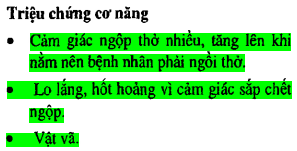 Triệu chứng cơ năng
• Cảm giác ngộp thở nhiều, tăng lên khi
nằm nên bệnh nhân phải ngồi thở.
• Lo lắng, hốt hoảng vì cảm giác sắp chết
ngộp.
• Vật vã.